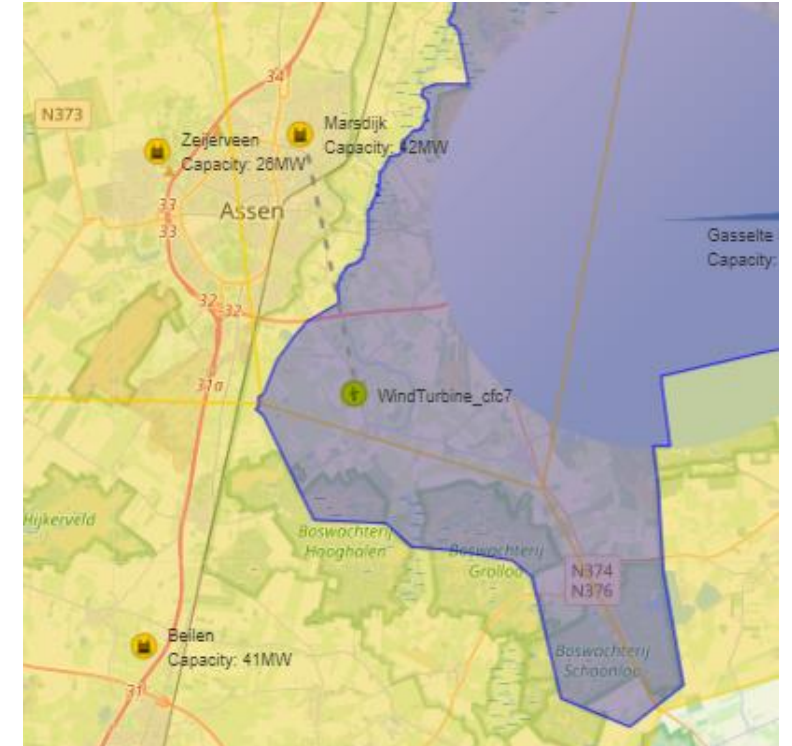 34
N373
Zeijerveen
Capacity: 26MW
Marsdijk
Capacity: 42MW
Assen
33
33
Gasselte
Capacity:
32
32
31a
WindTurbine_cfc7
Hijkerveld
Boswachterij
Hooghalen
Boswachterij
Grolloo
N374
N376
Beilen
Capacity: 41MW
Boswachterij
Schoonloo
31